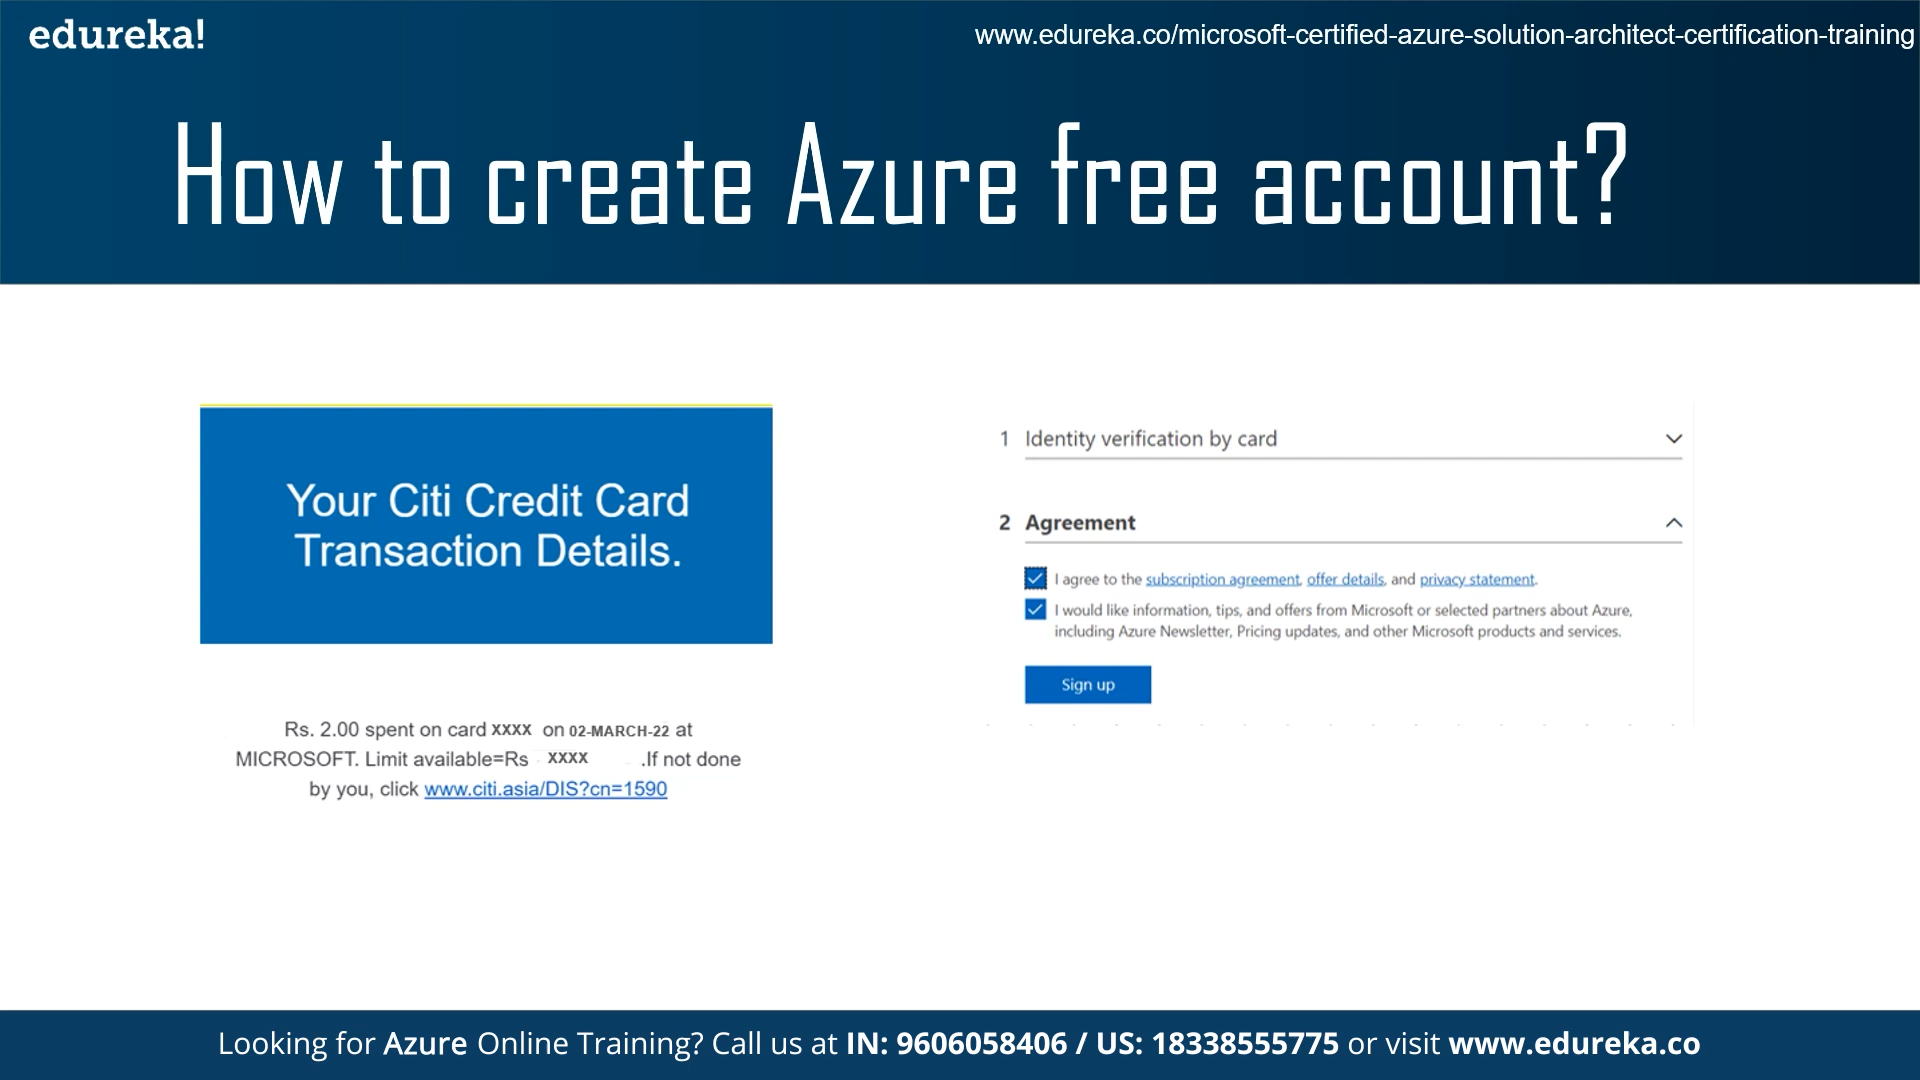 edureka!
www.edureka.co/microsoft-certified-azure-solution-architect-certification-training
How to create Azure free account?
Your Citi Credit Card
Transaction Details.
Rs. 2.00 spent on card XXXX on 02-MARCH-22 at
MICROSOFT. Limit available=Rs XXXX .If not done
by you, click www.citi.asia/DIS?cn=1590
1 Identity verification by card
2 Agreement
I agree to the subscription agreement, offer details, and privacy statement.
I would like information, tips, and offers from Microsoft or selected partners about Azure,
including Azure Newsletter, Pricing updates, and other Microsoft products and services.
Sign up
Looking for Azure Online Training? Call us at IN: 9606058406 / US: 18338555775 or visit www.edureka.co